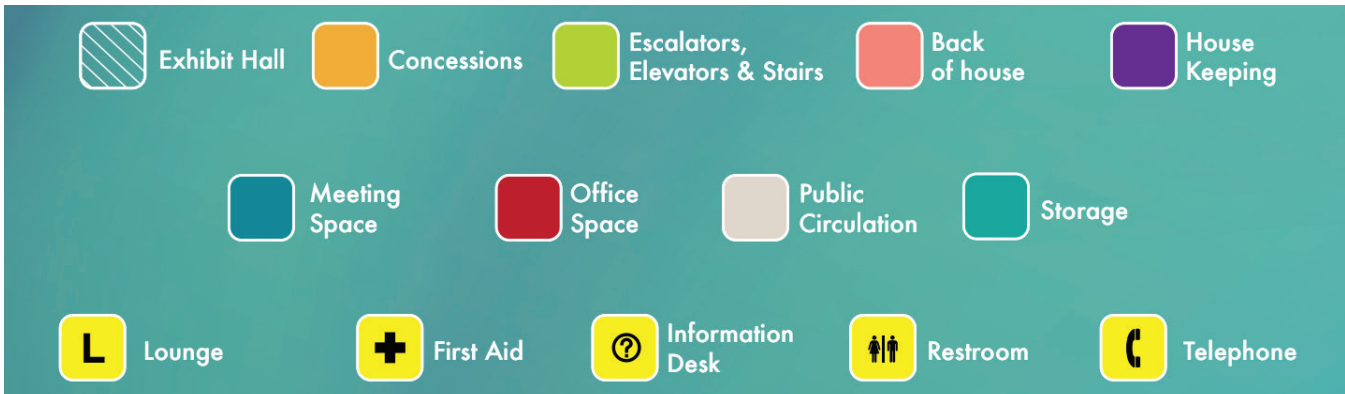 Exhibit Hall
Concessions
Escalators,
Elevators & Stairs
Back
of house
House
Keeping
Meeting
Space
Office
Space
Public
Circulation
Storage
L
Lounge
First Aid
?
Information
Desk
Restroom
Telephone